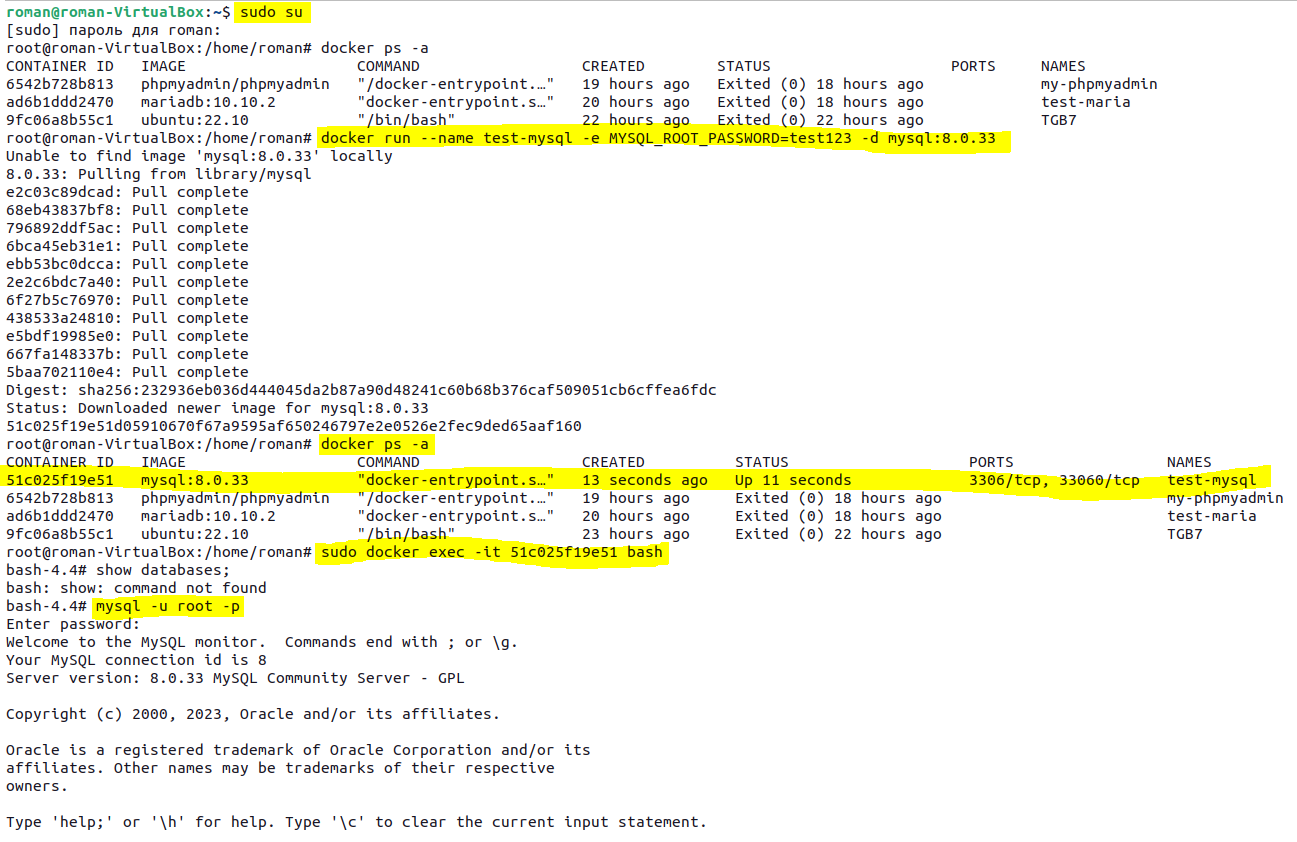 roman@roman-VirtualBox:~$ sudo su
[sudo] пароль для roman:
root@roman-VirtualBox:/home/roman# docker ps -a
CONTAINER ID   IMAGE                   COMMAND                  CREATED        STATUS                    PORTS     NAMES
6542b728b813   phpmyadmin/phpmyadmin   "/docker-entrypoint.…"   19 hours ago   Exited (0) 18 hours ago             my-phpmyadmin
ad6b1ddd2470   mariadb:10.10.2         "docker-entrypoint.s…"   20 hours ago   Exited (0) 18 hours ago             test-maria
9fc06a8b55c1   ubuntu:22.10            "/bin/bash"              22 hours ago   Exited (0) 22 hours ago             TGB7
root@roman-VirtualBox:/home/roman# docker run --name test-mysql -e MYSQL_ROOT_PASSWORD=test123 -d mysql:8.0.33
Unable to find image 'mysql:8.0.33' locally
8.0.33: Pulling from library/mysql
e2c03c89dcad: Pull complete
68eb43837bf8: Pull complete
796892ddf5ac: Pull complete
6bca45eb31e1: Pull complete
ebb53bc0dcca: Pull complete
2e2c6bdc7a40: Pull complete
6f27b5c76970: Pull complete
438533a24810: Pull complete
e5bdf19985e0: Pull complete
667fa148337b: Pull complete
5baa702110e4: Pull complete
Digest: sha256:232936eb036d444045da2b87a90d48241c60b68b376caf509051cb6cffea6fdc
Status: Downloaded newer image for mysql:8.0.33
51c025f19e51d05910670f67a9595af650246797e2e0526e2fec9ded65aaf160
root@roman-VirtualBox:/home/roman# docker ps -a
CONTAINER ID   IMAGE                   COMMAND                  CREATED          STATUS                    PORTS                 NAMES
51c025f19e51   mysql:8.0.33            "docker-entrypoint.s…"   13 seconds ago   Up 11 seconds             3306/tcp, 33060/tcp   test-mysql
6542b728b813   phpmyadmin/phpmyadmin   "/docker-entrypoint.…"   19 hours ago     Exited (0) 18 hours ago                         my-phpmyadmin
ad6b1ddd2470   mariadb:10.10.2         "docker-entrypoint.s…"   20 hours ago     Exited (0) 18 hours ago                         test-maria
9fc06a8b55c1   ubuntu:22.10            "/bin/bash"              23 hours ago     Exited (0) 22 hours ago                         TGB7
root@roman-VirtualBox:/home/roman# sudo docker exec -it 51c025f19e51 bash
bash-4.4# show databases;
bash: show: command not found
bash-4.4# mysql -u root -p
Enter password:
Welcome to the MySQL monitor.  Commands end with ; or \g.
Your MySQL connection id is 8
Server version: 8.0.33 MySQL Community Server - GPL

Copyright (c) 2000, 2023, Oracle and/or its affiliates.

Oracle is a registered trademark of Oracle Corporation and/or its
affiliates. Other names may be trademarks of their respective
owners.

Type 'help;' or '\h' for help. Type '\c' to clear the current input statement.